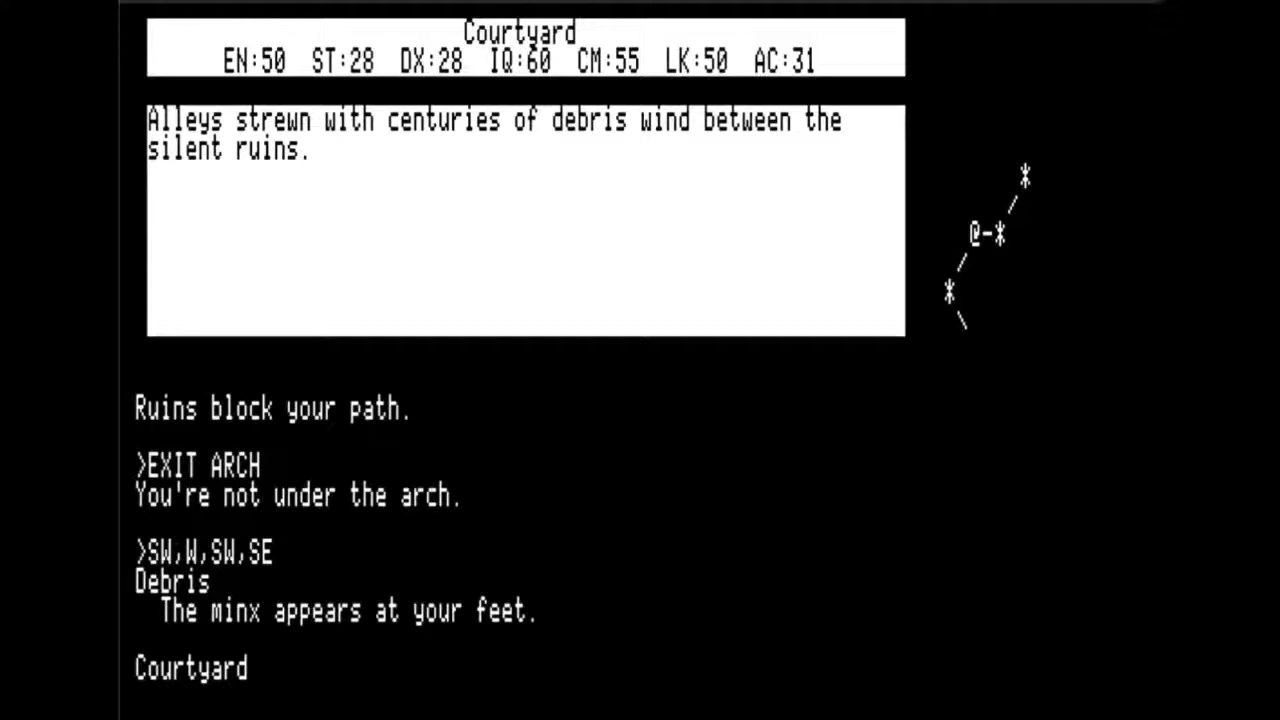 Courtyard
EN:50 ST:28 DX:28 IQ:60 CM:55 LK:50 AC:31
Alleys strewn with centuries of debris wind between the
silent ruins.
*
/
@-*
/
*
\
Ruins block your path.
>EXIT ARCH
You're not under the arch.
>SW,W,SW,SE
Debris
The minx appears at your feet.
Courtyard